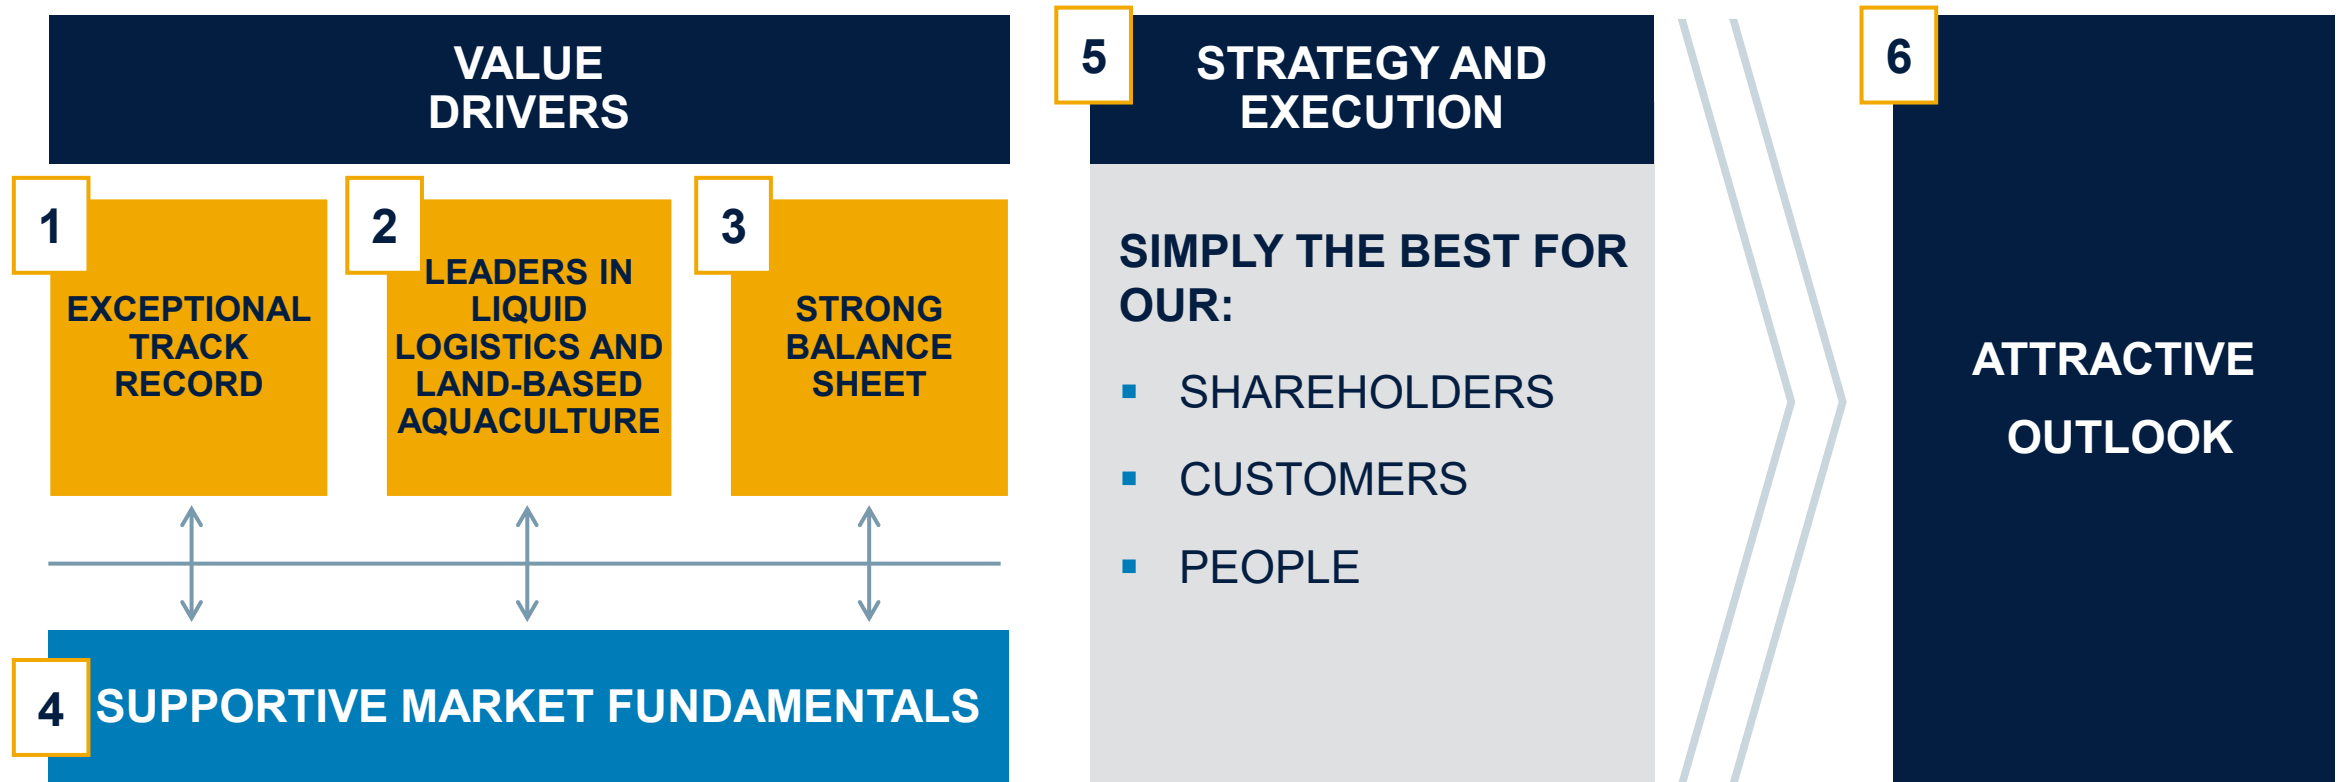 VALUE
DRIVERS
1
EXCEPTIONAL
TRACK
RECORD
2
LEADERS IN
LIQUID
LOGISTICS AND
LAND-BASED
AQUACULTURE
3
STRONG
BALANCE
SHEET
4
SUPPORTIVE MARKET FUNDAMENTALS
5
STRATEGY AND
EXECUTION
SIMPLY THE BEST FOR
OUR:
▪ SHAREHOLDERS
▪ CUSTOMERS
▪ PEOPLE
6
ATTRACTIVE
OUTLOOK